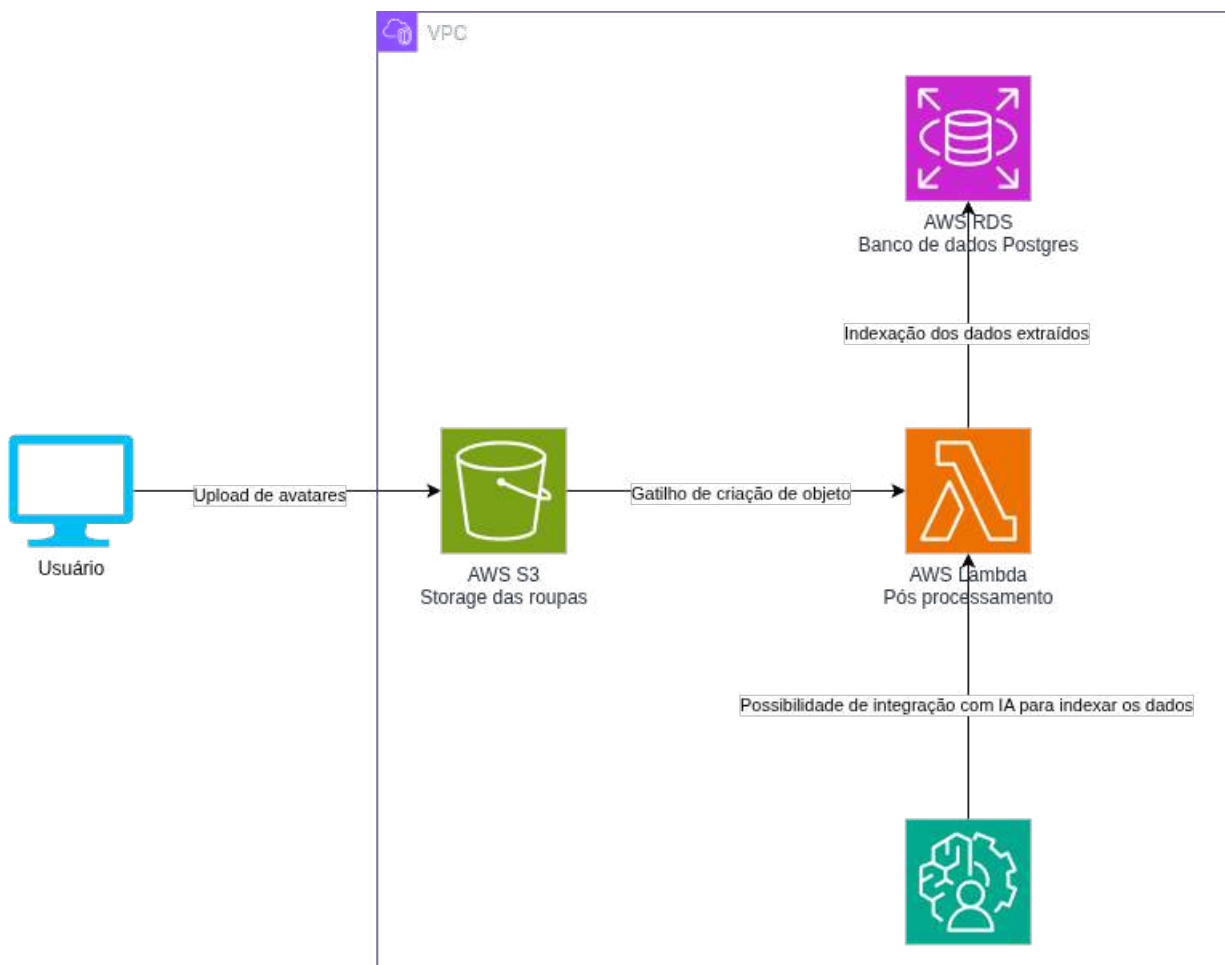 VPC
AWS RDS
Banco de dados Postgres
Indexação dos dados extraídos
Upload de avatares
Gatilho de criação de objeto
Usuário
AWS S3
Storage das roupas
AWS Lambda
Pós processamento
Possibilidade de integração com IA para indexar os dados